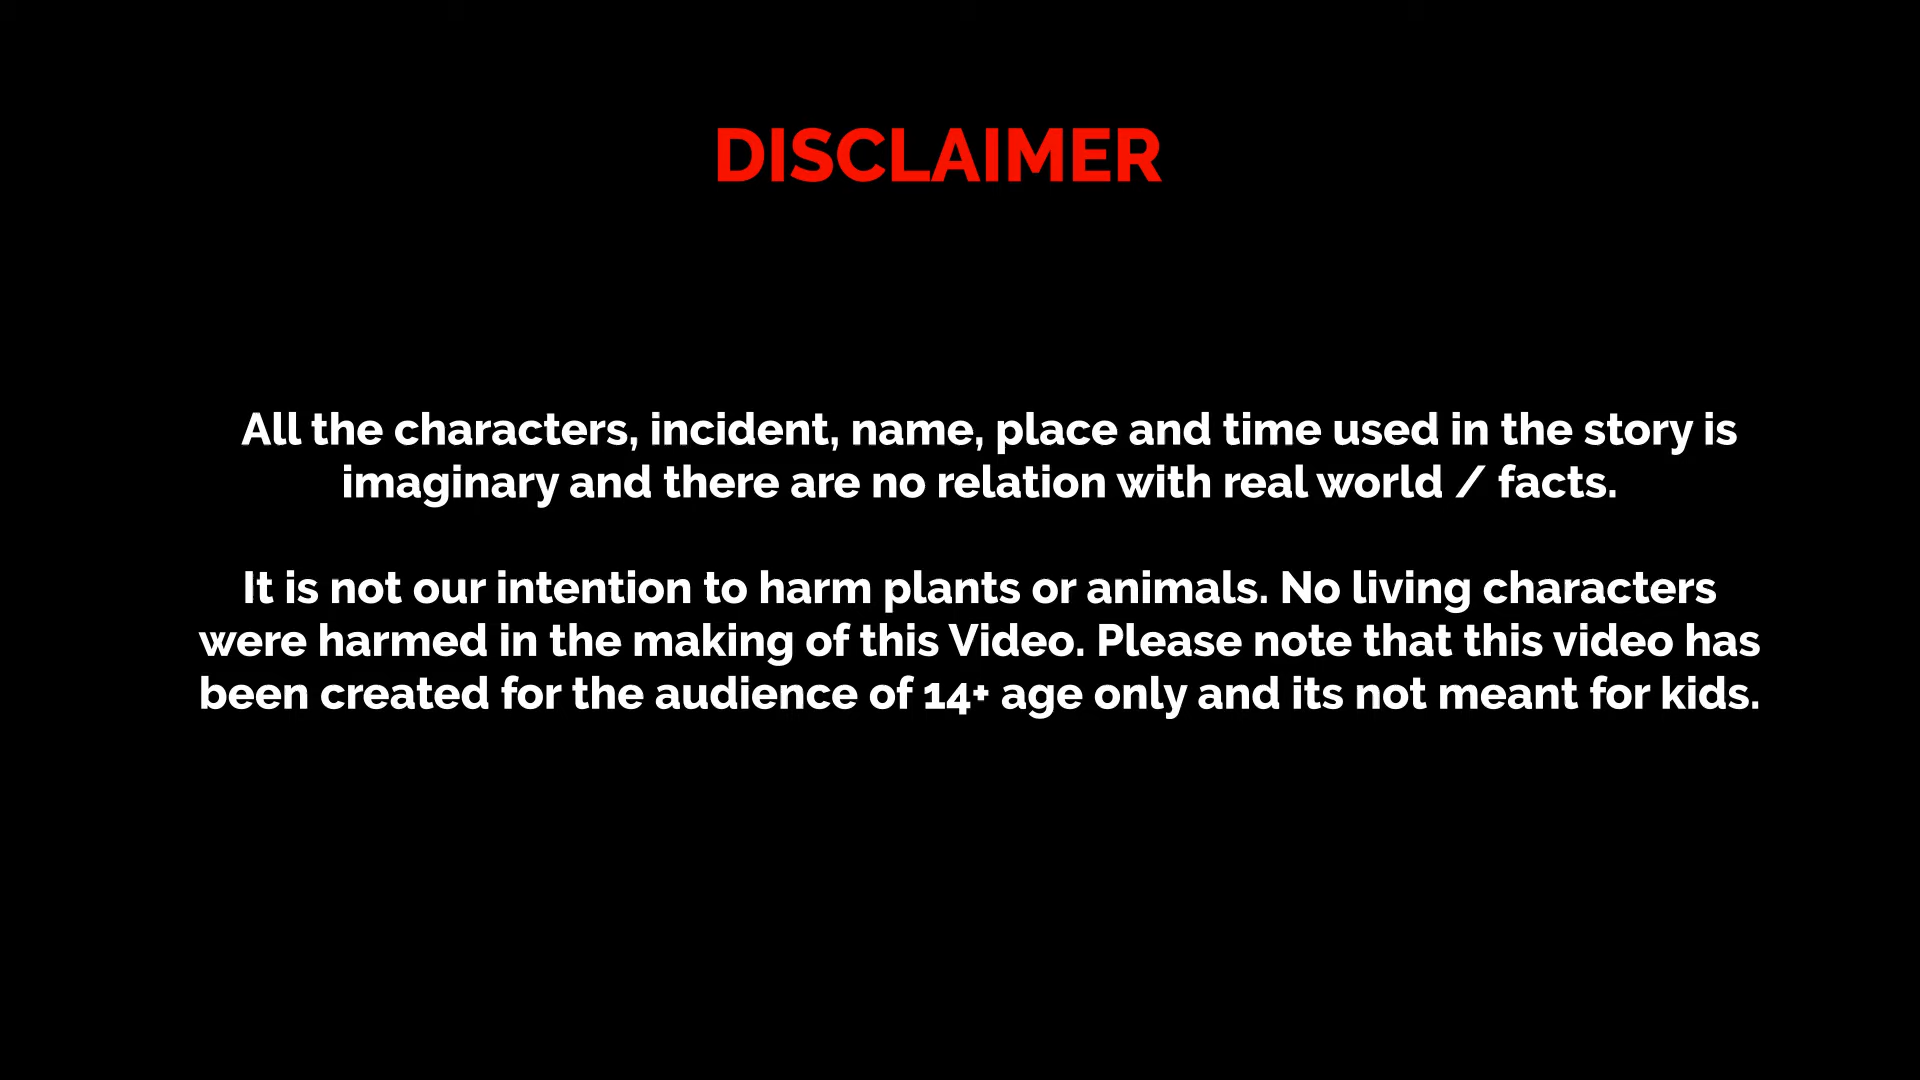 DISCLAIMER
All the characters, incident, name, place and time used in the story is
imaginary and there are no relation with real world / facts.
It is not our intention to harm plants or animals. No living characters
were harmed in the making of this Video. Please note that this video has
been created for the audience of 14+ age only and its not meant for kids.